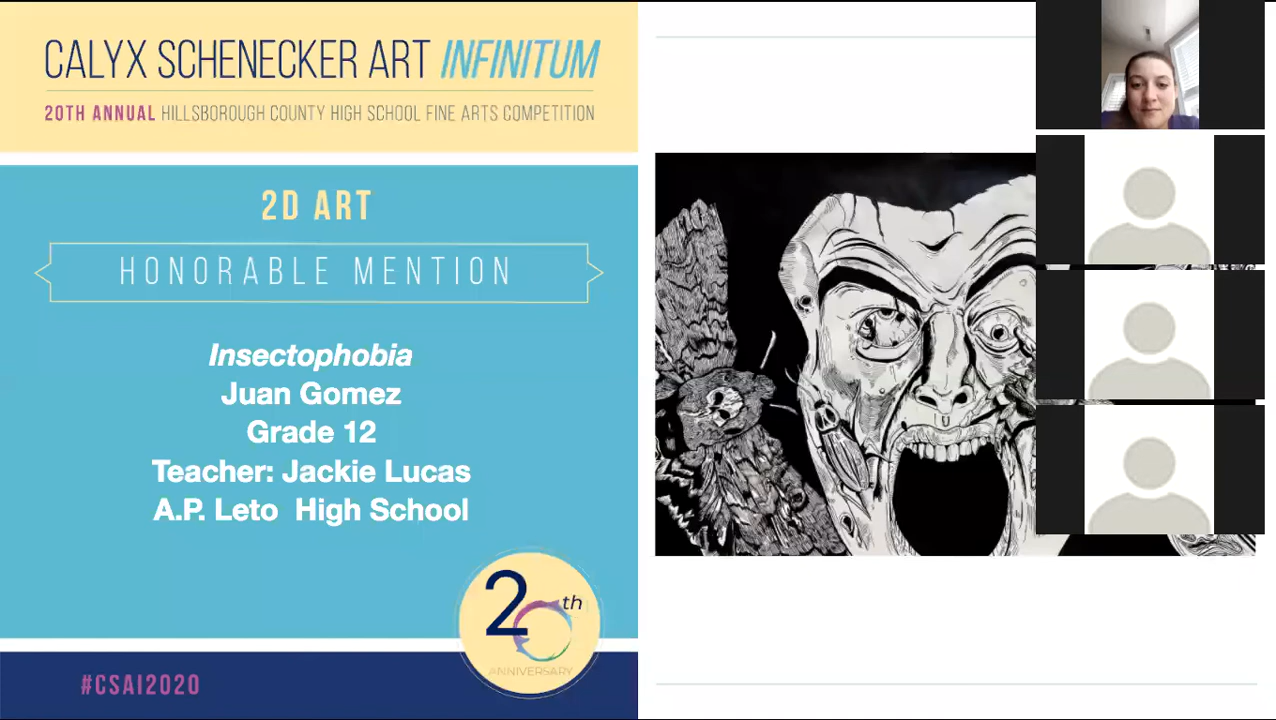 CALYX SCHENECKER ART INFINITUM
20TH ANNUAL HILLSBOROUGH COUNTY HIGH SCHOOL FINE ARTS COMPETITION
2D ART
HONORABLE MENTION
Insectophobia
Juan Gomez
Grade 12
Teacher: Jackie Lucas
A.P. Leto High School
20th
ANNIVERSARY
#CSAI2020